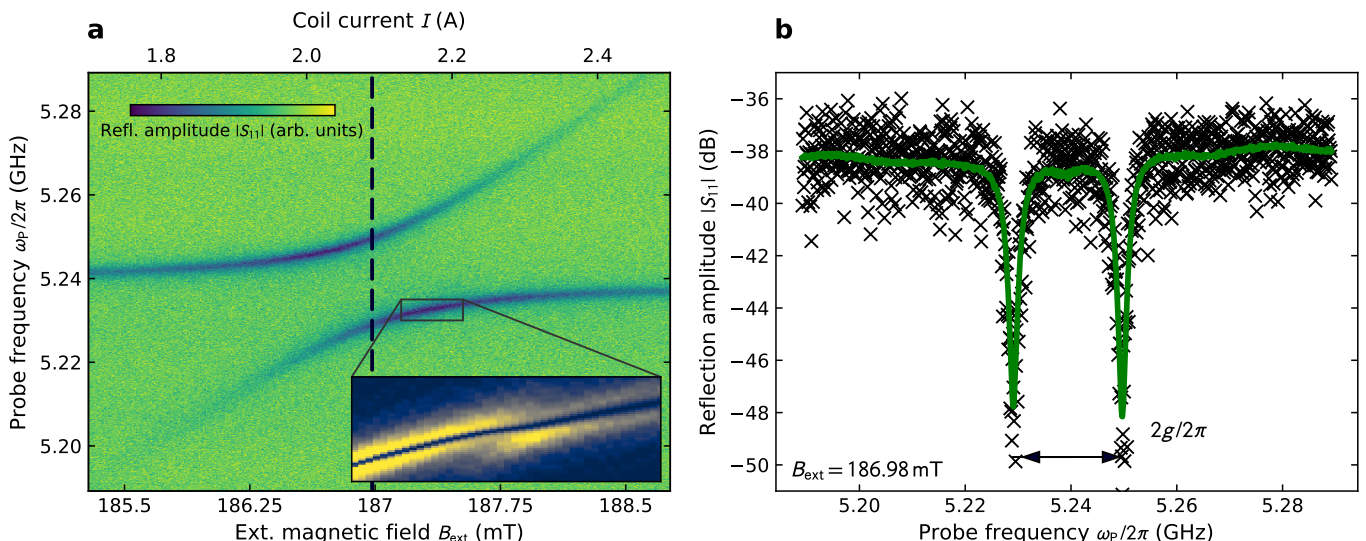 a
Coil current I (A)
1.8 2.0 2.2 2.4
Probe frequency ωP/2π (GHz)
5.28
5.26
5.24
5.22
5.20
Refl. amplitude |S11| (arb. units)
185.5 186.25 187 187.75 188.5
Ext. magnetic field Bext (mT)
b
Reflection amplitude |S11| (dB)
−36
−38
−40
−42
−44
−46
−48
−50
2g/2π
Bext = 186.98 mT
5.20 5.22 5.24 5.26 5.28
Probe frequency ωP/2π (GHz)